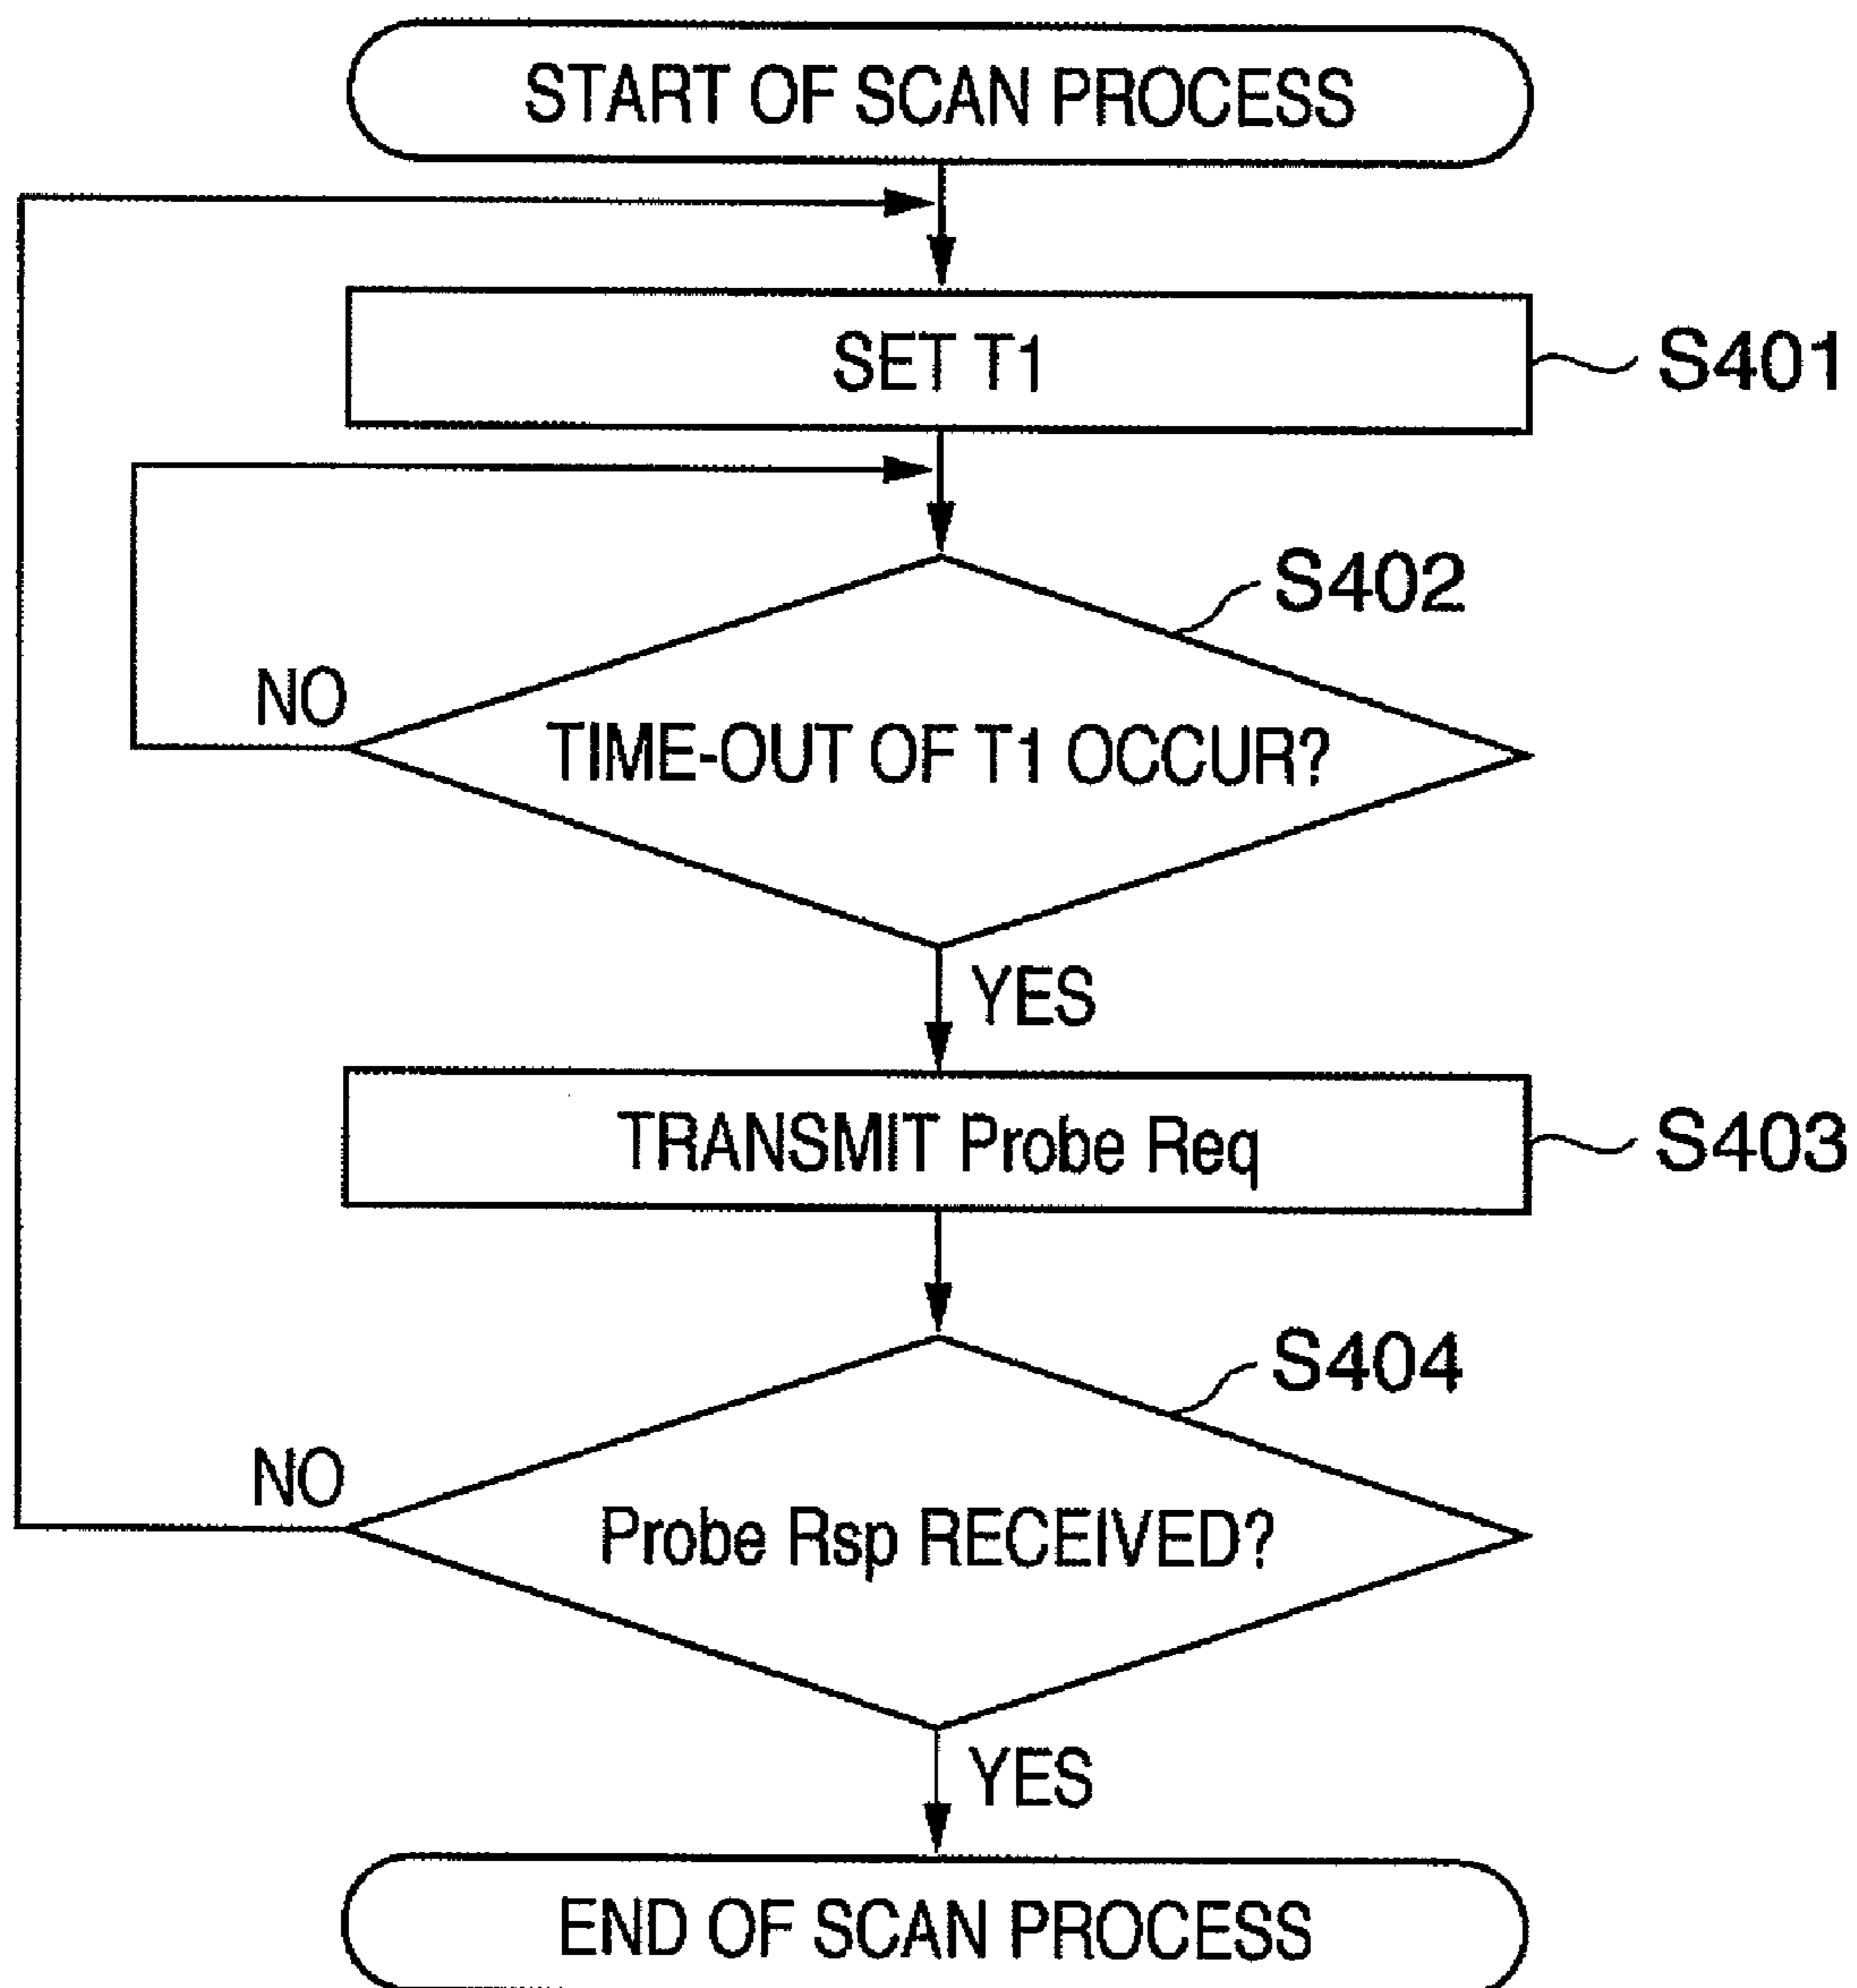 START OF SCAN PROCESS
SET T1
S401
S402
NO
TIME-OUT OF T1 OCCUR?
YES
TRANSMIT Probe Req
S403
S404
NO
Probe Rsp RECEIVED?
YES
END OF SCAN PROCESS